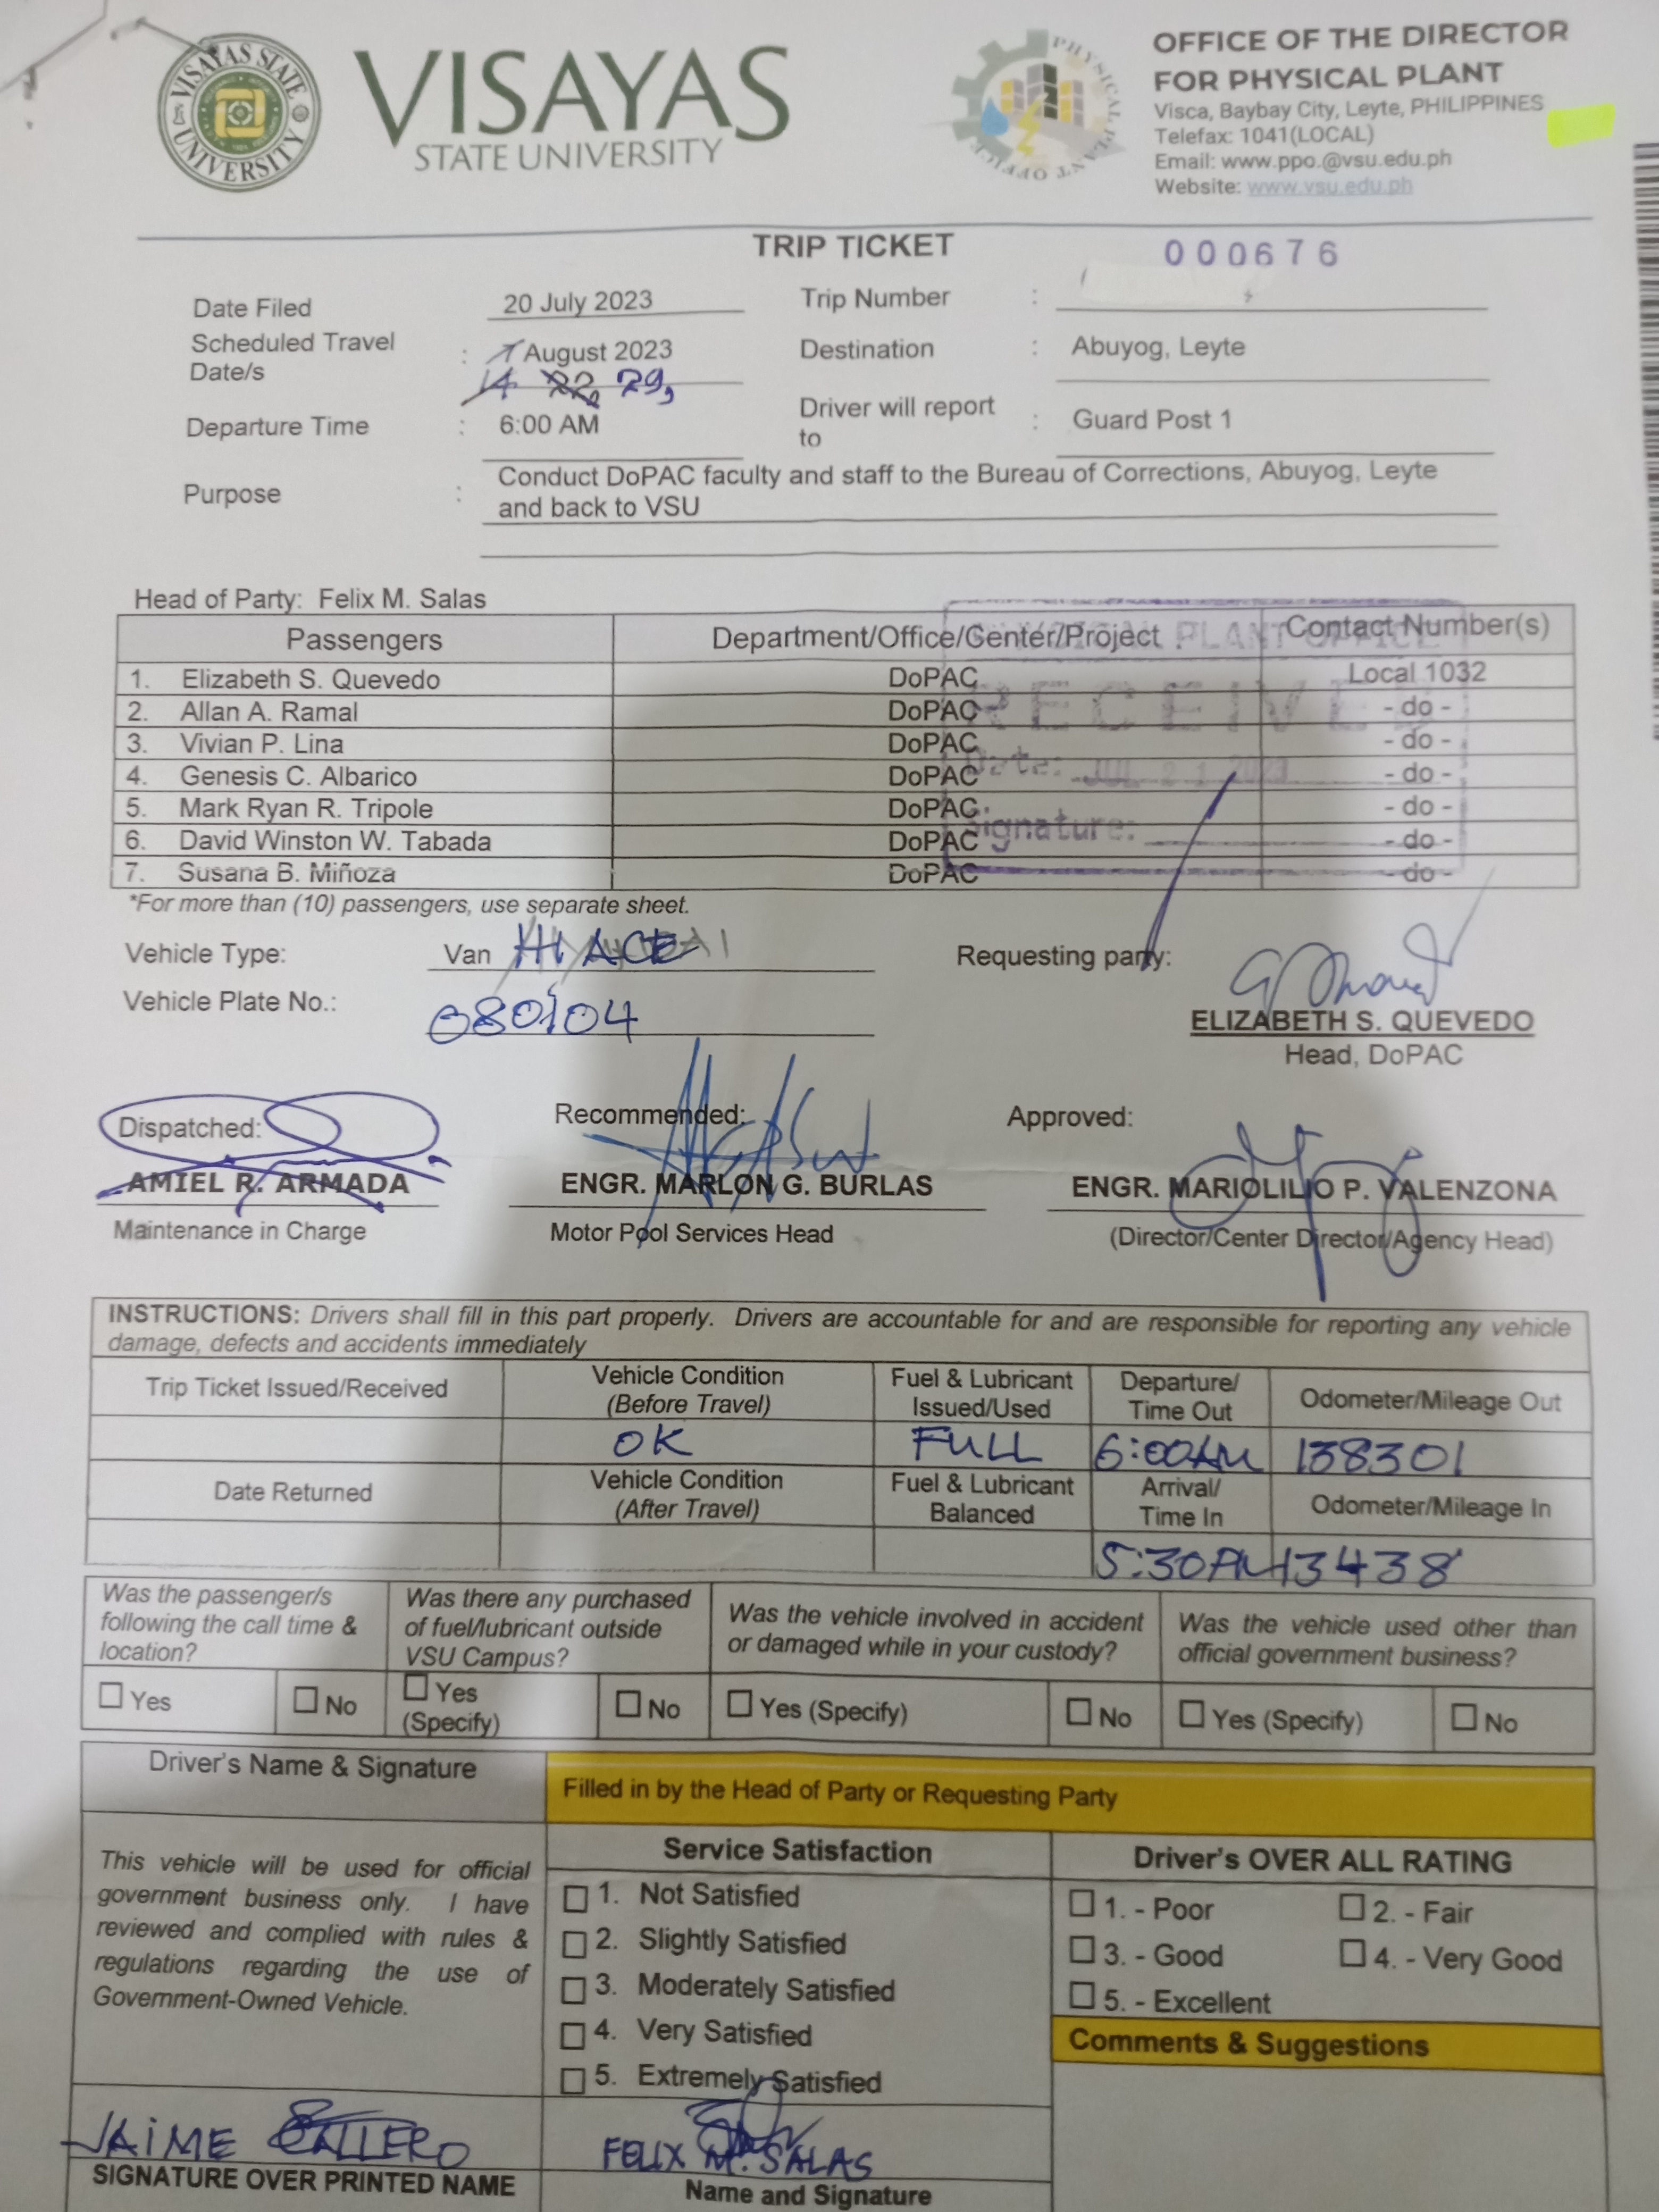 VISAYAS STATE UNIVERSITY
VISAYAS
STATE UNIVERSITY
PHYSICAL PLANT OFFICE
OFFICE OF THE DIRECTOR
FOR PHYSICAL PLANT
Visca, Baybay City, Leyte, PHILIPPINES
Telefax: 1041(LOCAL)
Email: www.ppo.@vsu.edu.ph
Website: www.vsu.edu.ph
TRIP TICKET
000676
Date Filed 20 July 2023 Trip Number :
Scheduled Travel Date/s : 7 August 2023 Destination : Abuyog, Leyte
14 22, 29,
Departure Time : 6:00 AM Driver will report to : Guard Post 1
Purpose : Conduct DoPAC faculty and staff to the Bureau of Corrections, Abuyog, Leyte
and back to VSU
Head of Party: Felix M. Salas
Passengers Department/Office/Center/Project Contact Number(s)
1. Elizabeth S. Quevedo DoPAC Local 1032
2. Allan A. Ramal DoPAC - do -
3. Vivian P. Lina DoPAC - do -
4. Genesis C. Albarico DoPAC - do -
5. Mark Ryan R. Tripole DoPAC - do -
6. David Winston W. Tabada DoPAC - do -
7. Susana B. Miñoza DoPAC - do -
PHYSICAL PLANT OFFICE
RECEIVED
Date: JUL 21 2023
Signature:
*For more than (10) passengers, use separate sheet.
Vehicle Type: Van HI ACE Requesting party:
Vehicle Plate No.: 080104
ELIZABETH S. QUEVEDO
Head, DoPAC
Dispatched: Recommended: Approved:
AMIEL R. ARMADA ENGR. MARLON G. BURLAS ENGR. MARIOLILIO P. VALENZONA
Maintenance in Charge Motor Pool Services Head (Director/Center Director/Agency Head)
INSTRUCTIONS: Drivers shall fill in this part properly. Drivers are accountable for and are responsible for reporting any vehicle
damage, defects and accidents immediately
Trip Ticket Issued/Received Vehicle Condition (Before Travel) Fuel & Lubricant Issued/Used Departure/ Time Out Odometer/Mileage Out
OK FULL 6:00AM 138301
Date Returned Vehicle Condition (After Travel) Fuel & Lubricant Balanced Arrival/ Time In Odometer/Mileage In
5:30PM 13438
Was the passenger/s following the call time & location?
Was there any purchased of fuel/lubricant outside VSU Campus?
Was the vehicle involved in accident or damaged while in your custody?
Was the vehicle used other than official government business?
Yes No Yes (Specify) No Yes (Specify) No Yes (Specify) No
Driver's Name & Signature
Filled in by the Head of Party or Requesting Party
This vehicle will be used for official
government business only. I have
reviewed and complied with rules &
regulations regarding the use of
Government-Owned Vehicle.
Service Satisfaction
1. Not Satisfied
2. Slightly Satisfied
3. Moderately Satisfied
4. Very Satisfied
5. Extremely Satisfied
Driver's OVER ALL RATING
1. - Poor 2. - Fair
3. - Good 4. - Very Good
5. - Excellent
Comments & Suggestions
JAIME
SIGNATURE OVER PRINTED NAME
FELIX M. SALAS
Name and Signature